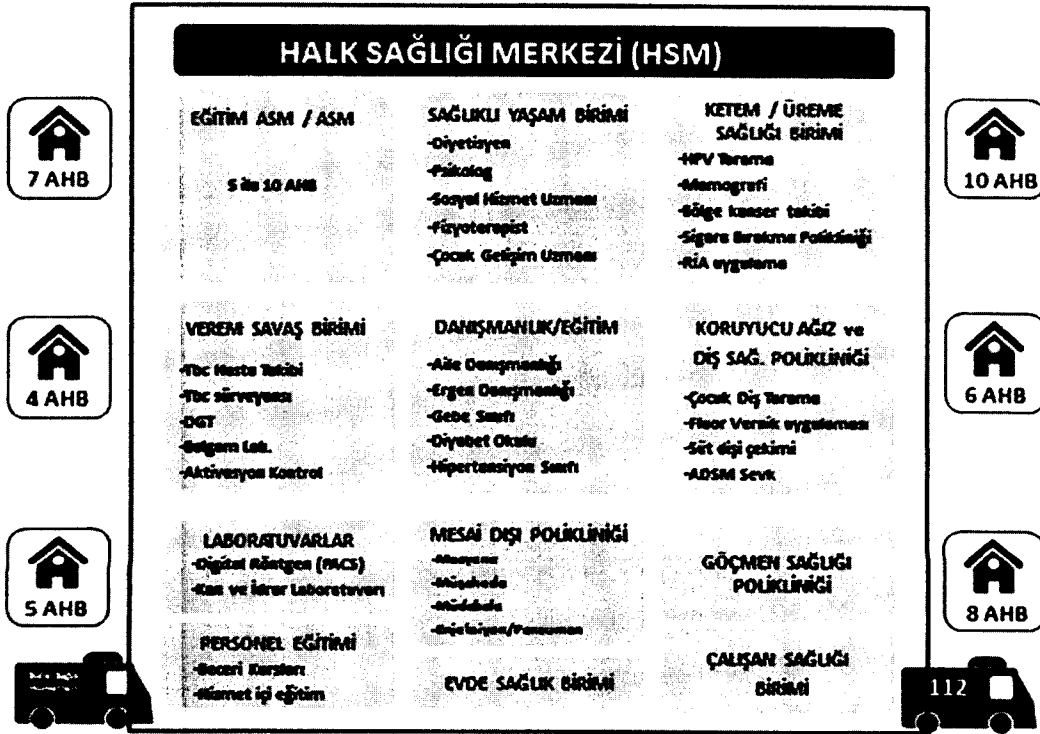 HALK SAĞLIĞI MERKEZİ (HSM)
7 AHB
4 AHB
5 AHB
EĞİTİM ASM / ASM
5 ila 10 AHB
SAĞLIKLI YAŞAM BİRİMİ
-Diyetisyen
-Psikolog
-Sosyal Hizmet Uzmanı
-Fizyoterapist
-Çocuk Gelişim Uzmanı
KETEM / ÜREME
SAĞLIĞI BİRİMİ
-HPV Tarama
-Mamografi
-Bölge kanser takibi
-Sigara Bırakma Polikliniği
-RİA uygulama
VEREM SAVAŞ BİRİMİ
-Tbc Hasta Takibi
-Tbc sürveyansı
-DGT
-Balgam Lab.
-Aktivasyon Kontrol
DANIŞMANLIK/EĞİTİM
-Aile Danışmanlığı
-Ergen Danışmanlığı
-Gebe Sınıfı
-Diyabet Okulu
-Hipertansiyon Sınıfı
KORUYUCU AĞIZ ve
DİŞ SAĞ. POLİKLİNİĞİ
-Çocuk Diş Tarama
-Fluor Vernik uygulaması
-Süt dişi çekimi
-ADSM Sevk
LABORATUVARLAR
-Digital Röntgen (PACS)
-Kan ve İdrar Laboratuvarı
PERSONEL EĞİTİMİ
-Beceri Kursları
-Hizmet içi eğitim
MESAİ DIŞI POLİKLİNİĞİ
-Muayene
-Müşahede
-Müdahale
-Enjeksiyon/Pansuman
EVDE SAĞLIK BİRİMİ
GÖÇMEN SAĞLIĞI
POLİKLİNİĞİ
ÇALIŞAN SAĞLIĞI
BİRİMİ
10 AHB
6 AHB
8 AHB
112